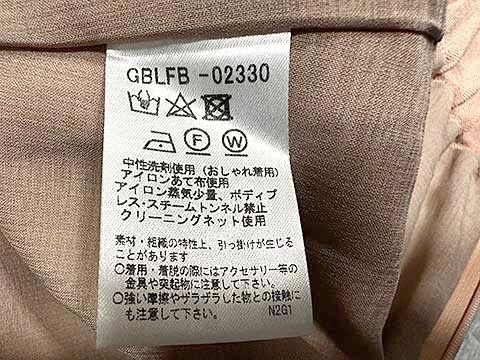 GBLFB -02330
F W
中性洗剤使用（おしゃれ着用）
アイロンあて布使用
アイロン蒸気少量、ボディプ
レス・スチームトンネル禁止
クリーニングネット使用
素材・組織の特性上、引っ掛けが生じる
ことがあります
○着用・着脱の際にはアクセサリー等の
金具や突起物に注意して下さい。
○強い摩擦やザラザラした物との接触に
も注意して下さい。 N2G1